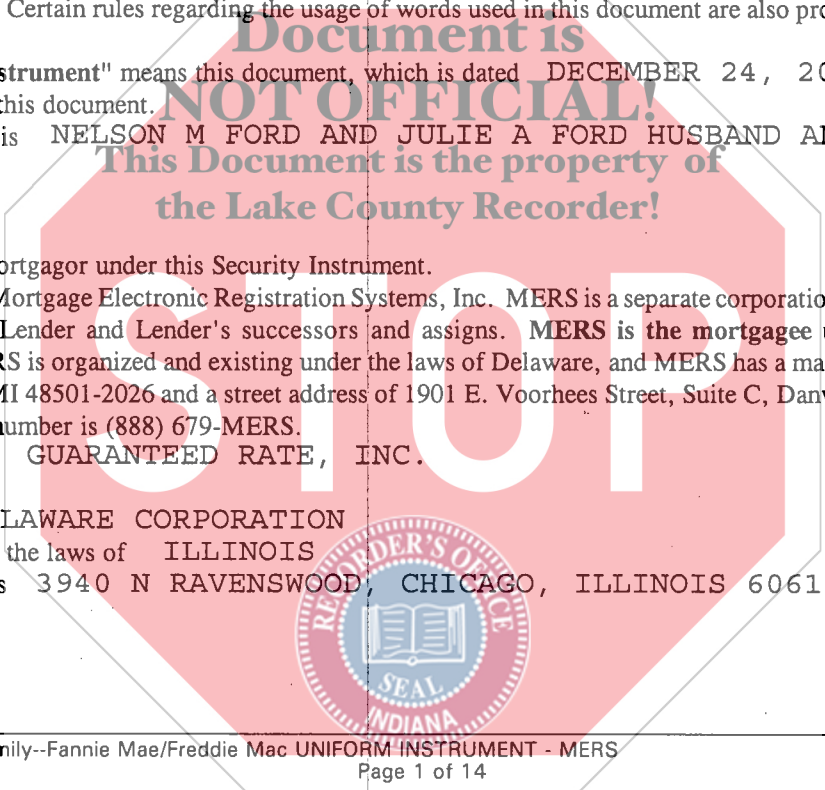 Certain rules regarding the usage of words used in this document are also pro
Document is
strument" means this document, which is dated DECEMBER 24, 20
this document.
NOT OFFICIAL!
is NELSON M FORD AND JULIE A FORD HUSBAND A
This Document is the property of
the Lake County Recorder!
ortgagor under this Security Instrument.
Mortgage Electronic Registration Systems, Inc. MERS is a separate corporatio
Lender and Lender's successors and assigns. MERS is the mortgagee
RS is organized and existing under the laws of Delaware, and MERS has a ma
MI 48501-2026 and a street address of 1901 E. Voorhees Street, Suite C, Danv
number is (888) 679-MERS.
GUARANTEED RATE, INC.
STOP
LAWARE CORPORATION
the laws of ILLINOIS
s 3940 N RAVENSWOOD, CHICAGO, ILLINOIS 6061
RECORDER'S OFFICE
SEAL
INDIANA
nily--Fannie Mae/Freddie Mac UNIFORM INSTRUMENT - MERS
Page 1 of 14